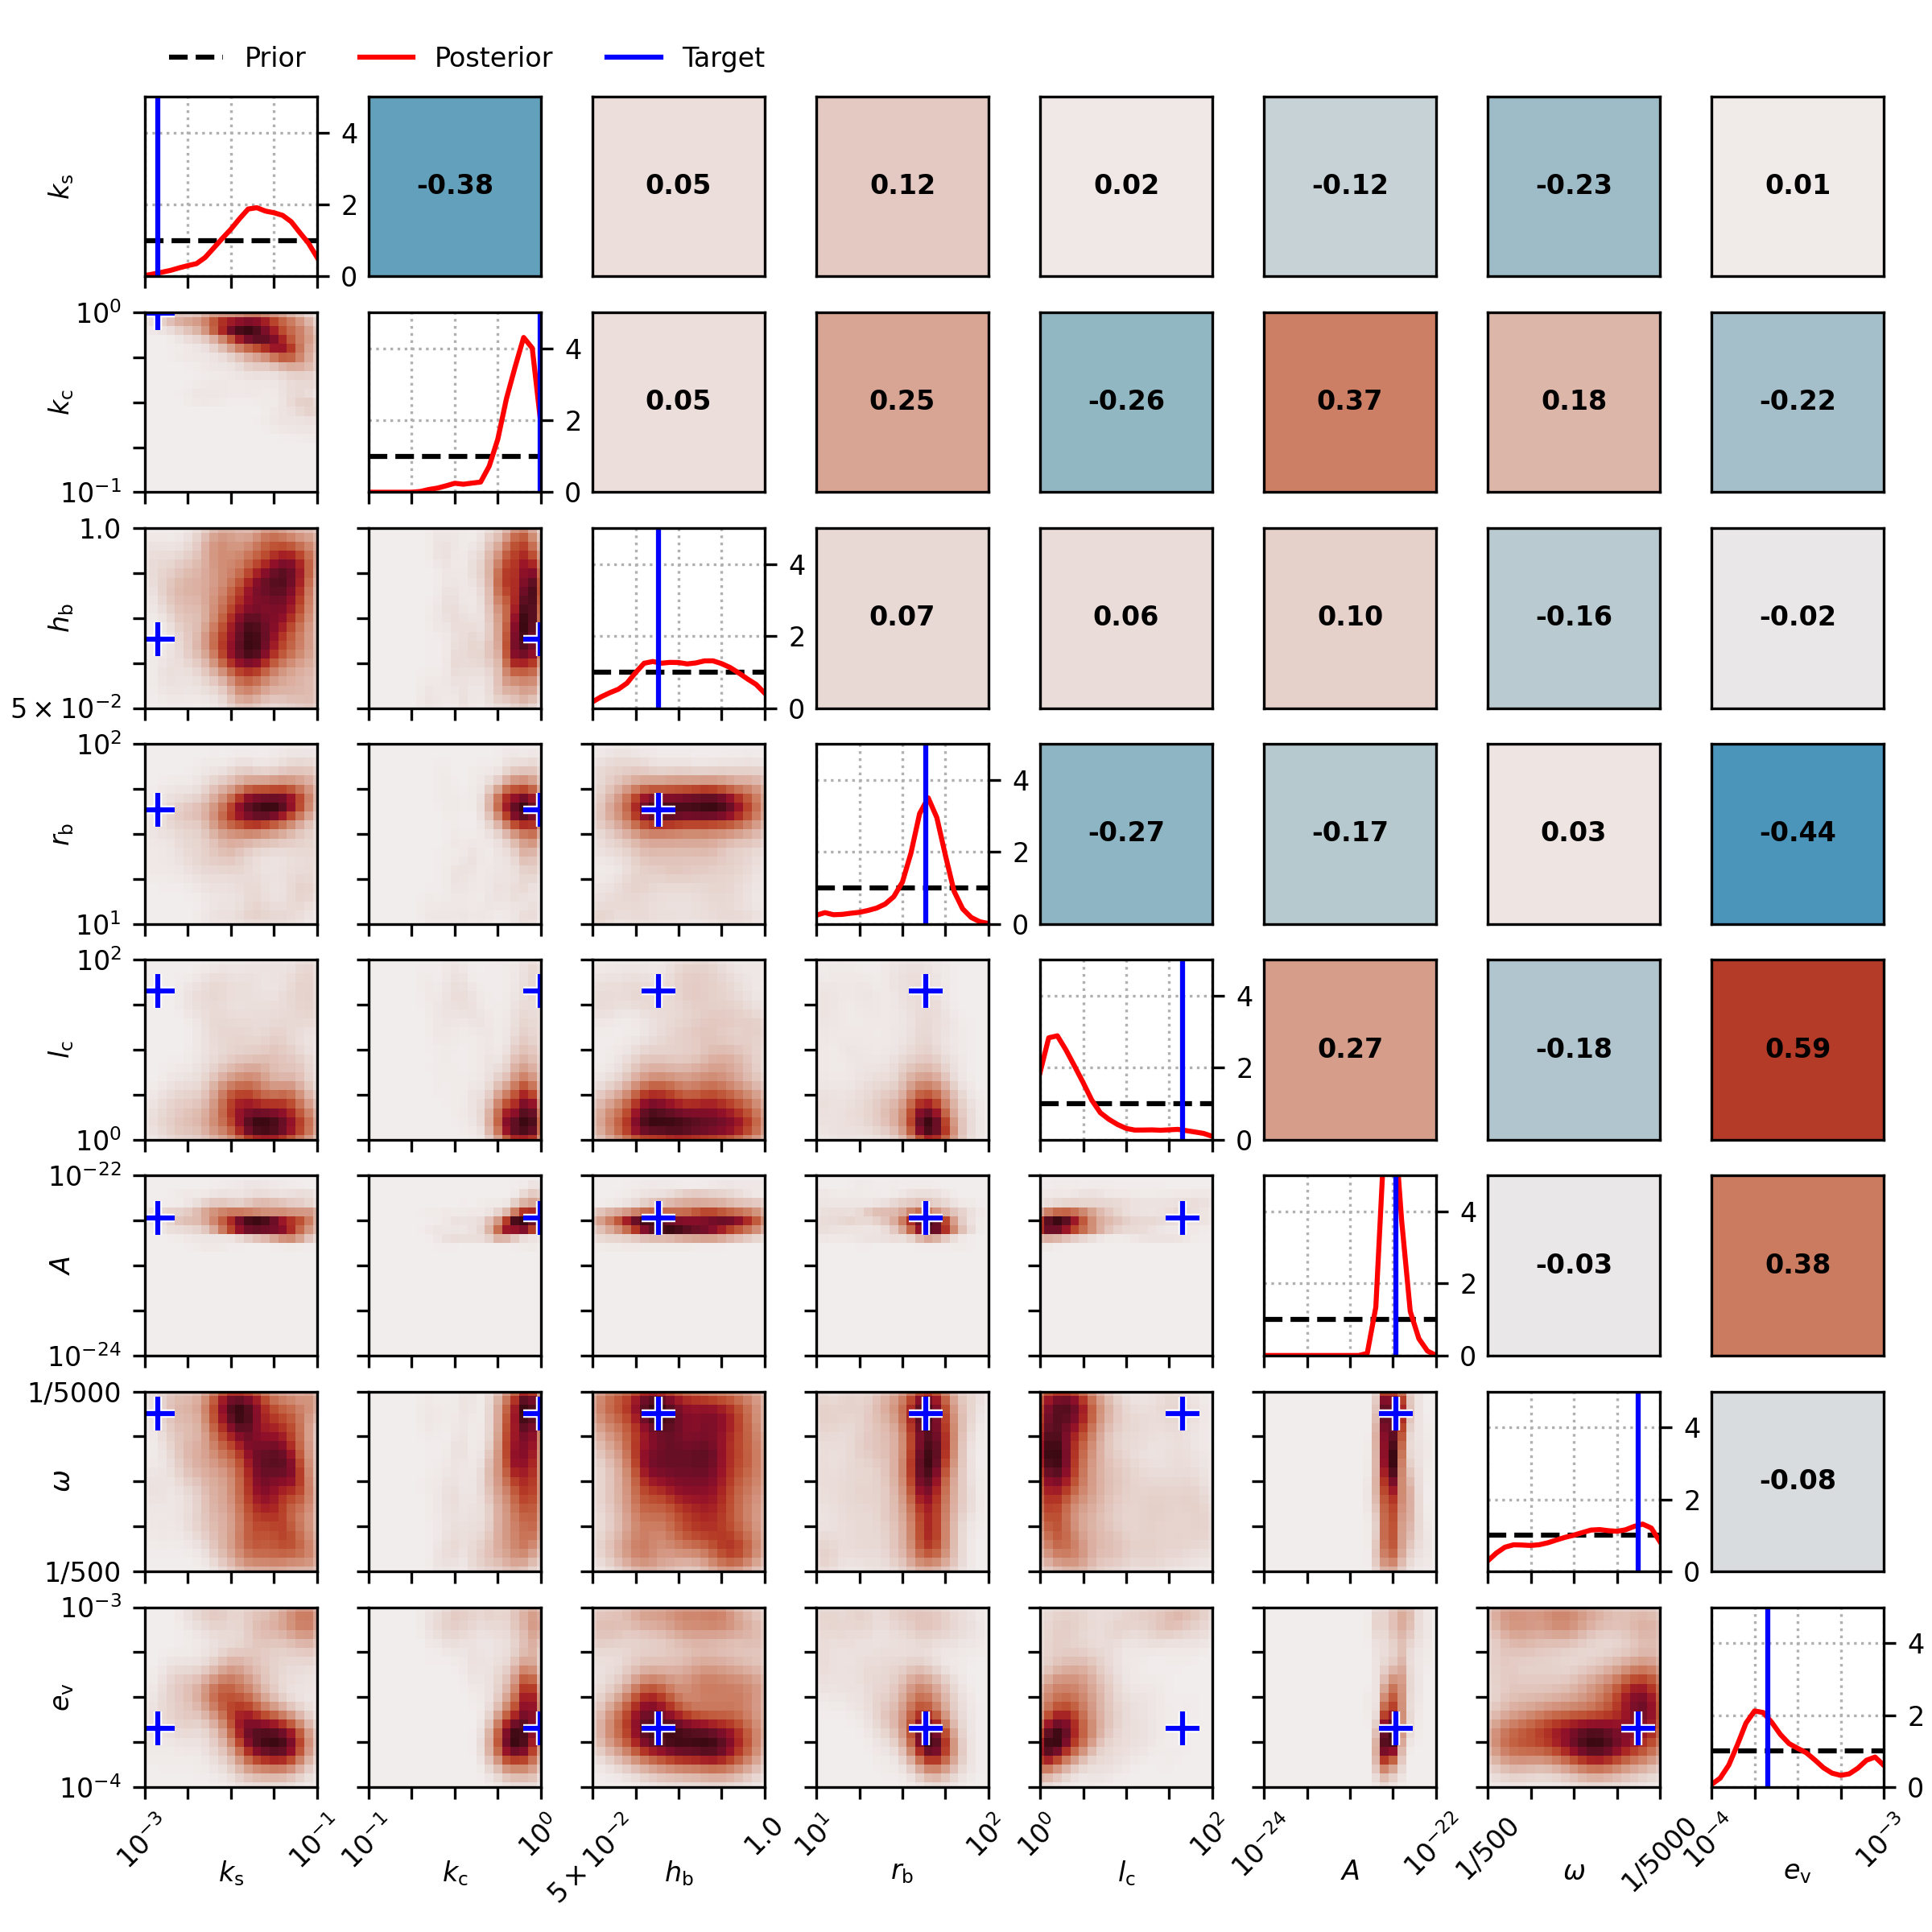 Prior Posterior Target
k_s 4 2 0 -0.38 0.05 0.12 0.02 -0.12 -0.23 0.01
10^0 k_c 10^-1 4 2 0 0.05 0.25 -0.26 0.37 0.18 -0.22
1.0 h_b 5 × 10^-2 4 2 0 0.07 0.06 0.10 -0.16 -0.02
10^2 r_b 10^1 4 2 0 -0.27 -0.17 0.03 -0.44
10^2 l_c 10^0 4 2 0 0.27 -0.18 0.59
10^-22 A 10^-24 4 2 0 -0.03 0.38
1/5000 ω 1/500 4 2 0 -0.08
10^-3 e_v 10^-4 4 2 0
10^-3 10^-1 10^-1 10^0 5 × 10^-2 1.0 10^1 10^2 10^0 10^2 10^-24 10^-22 1/500 1/5000 10^-4 10^-3
k_s k_c h_b r_b l_c A ω e_v